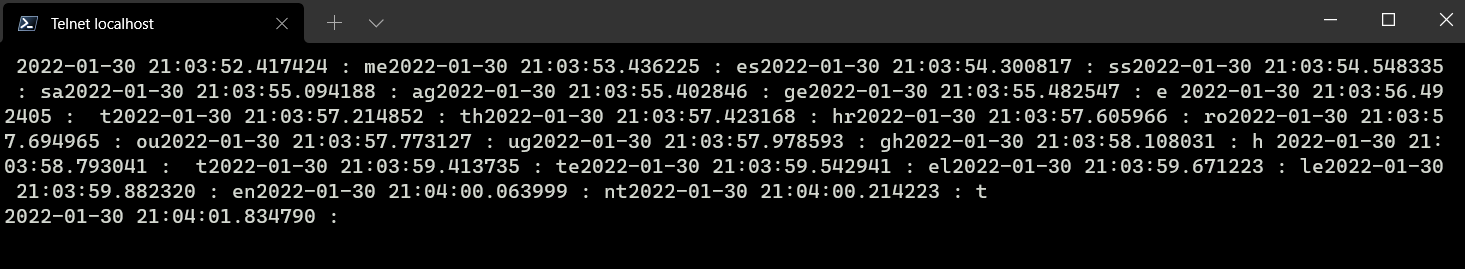 Telnet localhost
2022-01-30 21:03:52.417424 : me2022-01-30 21:03:53.436225 : es2022-01-30 21:03:54.300817 : ss2022-01-30 21:03:54.548335
: sa2022-01-30 21:03:55.094188 : ag2022-01-30 21:03:55.402846 : ge2022-01-30 21:03:55.482547 : e 2022-01-30 21:03:56.49
2405 :  t2022-01-30 21:03:57.214852 : th2022-01-30 21:03:57.423168 : hr2022-01-30 21:03:57.605966 : ro2022-01-30 21:03:5
7.694965 : ou2022-01-30 21:03:57.773127 : ug2022-01-30 21:03:57.978593 : gh2022-01-30 21:03:58.108031 : h 2022-01-30 21:
03:58.793041 :  t2022-01-30 21:03:59.413735 : te2022-01-30 21:03:59.542941 : el2022-01-30 21:03:59.671223 : le2022-01-30
21:03:59.882320 : en2022-01-30 21:04:00.063999 : nt2022-01-30 21:04:00.214223 : t
2022-01-30 21:04:01.834790 :